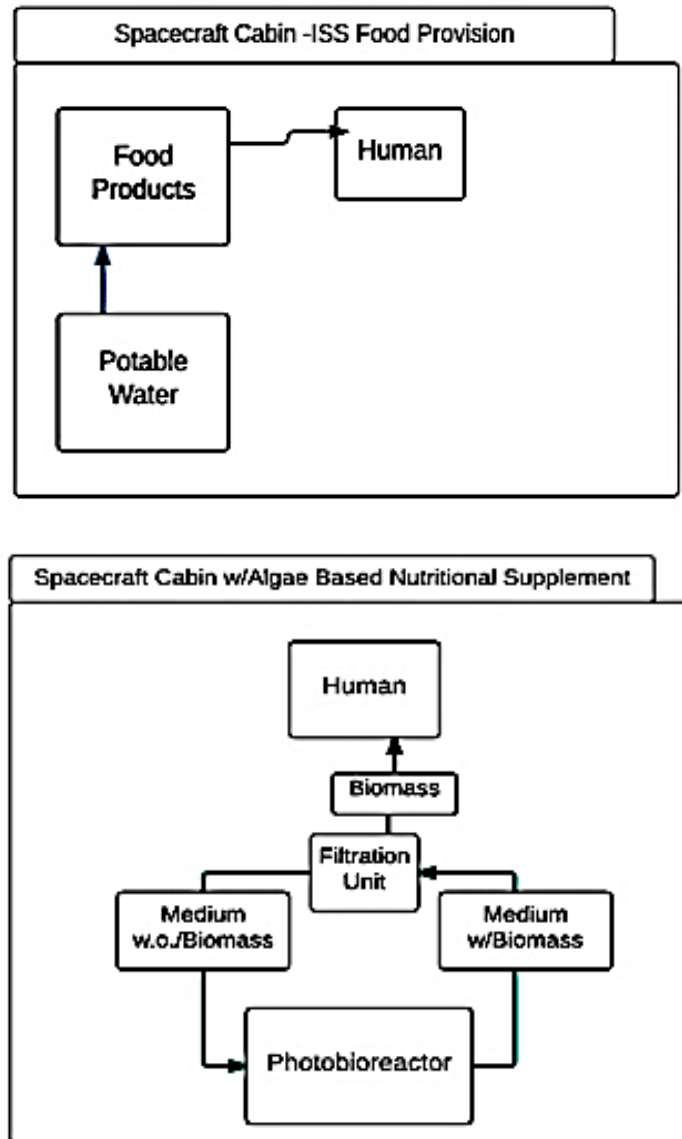 Spacecraft Cabin -ISS Food Provision
Food
Products
Human
Potable
Water
Spacecraft Cabin w/Algae Based Nutritional Supplement
Human
Biomass
Filtration
Unit
Medium
w.o./Biomass
Medium
w/Biomass
Photobioreactor